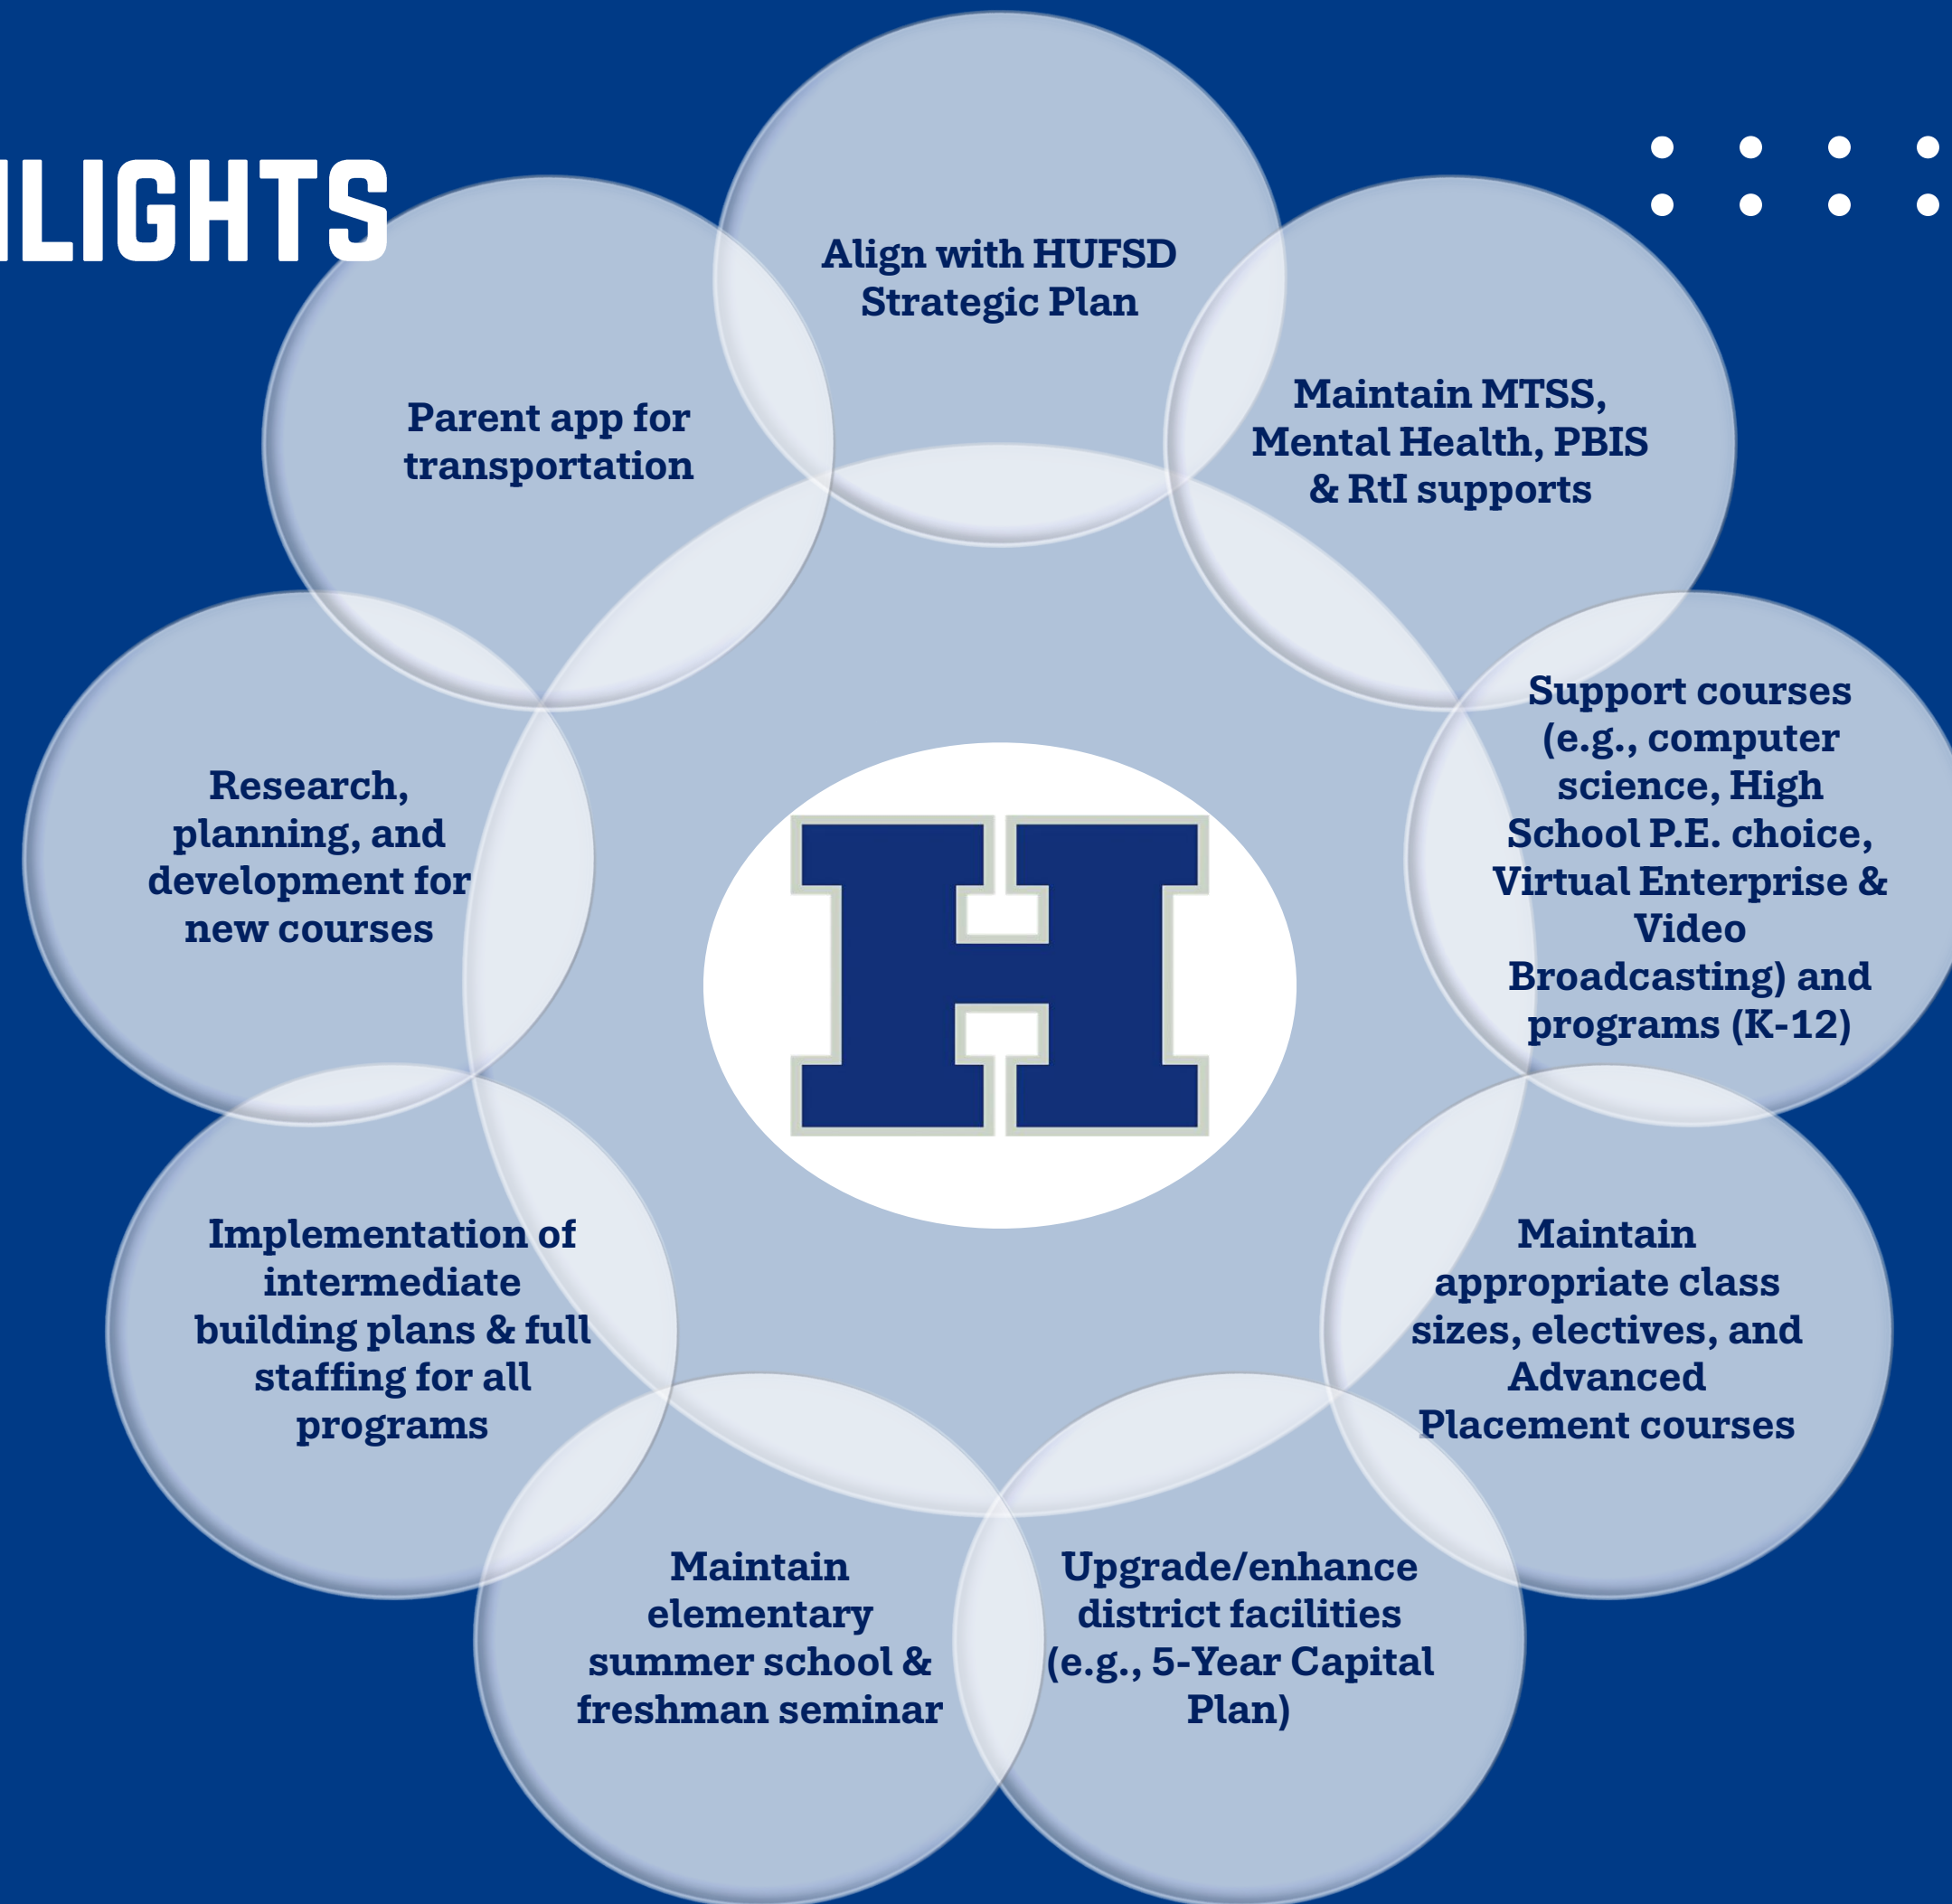 LIGHTS
Align with HUFSD
Strategic Plan
Maintain MTSS,
Mental Health, PBIS
& RtI supports
Support courses
(e.g., computer
science, High
School P.E. choice,
Virtual Enterprise &
Video
Broadcasting) and
programs (K-12)
Maintain
appropriate class
sizes, electives, and
Advanced
Placement courses
Upgrade/enhance
district facilities
(e.g., 5-Year Capital
Plan)
Maintain
elementary
summer school &
freshman seminar
Implementation of
intermediate
building plans & full
staffing for all
programs
Research,
planning, and
development for
new courses
Parent app for
transportation
H